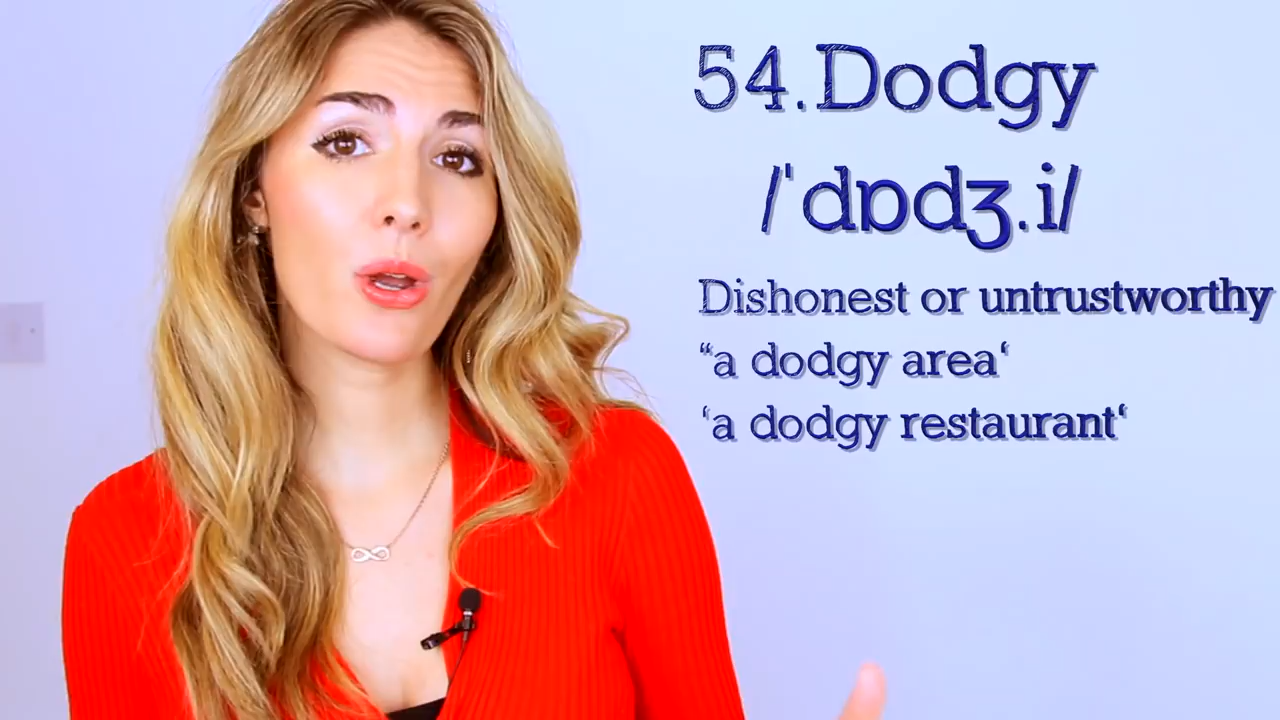 54.Dodgy
/ˈdɒdʒ.i/
Dishonest or untrustworthy
“a dodgy area‘
‘a dodgy restaurant‘